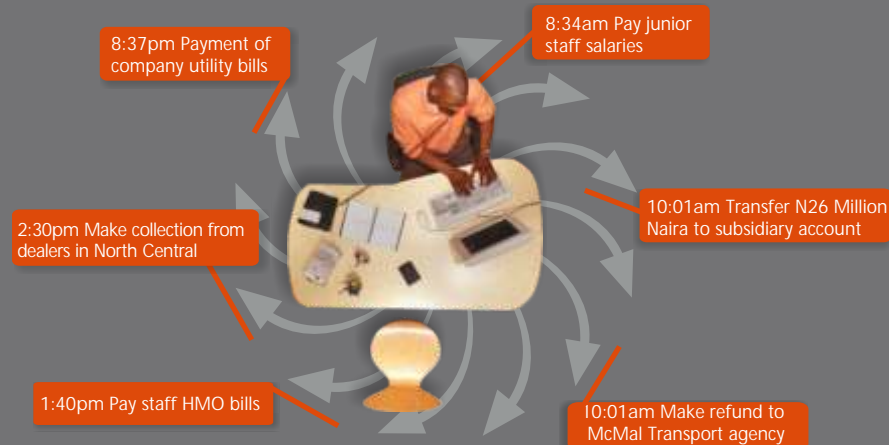 8:34am Pay junior
staff salaries
10:01am Transfer N26 Million
Naira to subsidiary account
10:01am Make refund to
McMal Transport agency
1:40pm Pay staff HMO bills
2:30pm Make collection from
dealers in North Central
8:37pm Payment of
company utility bills